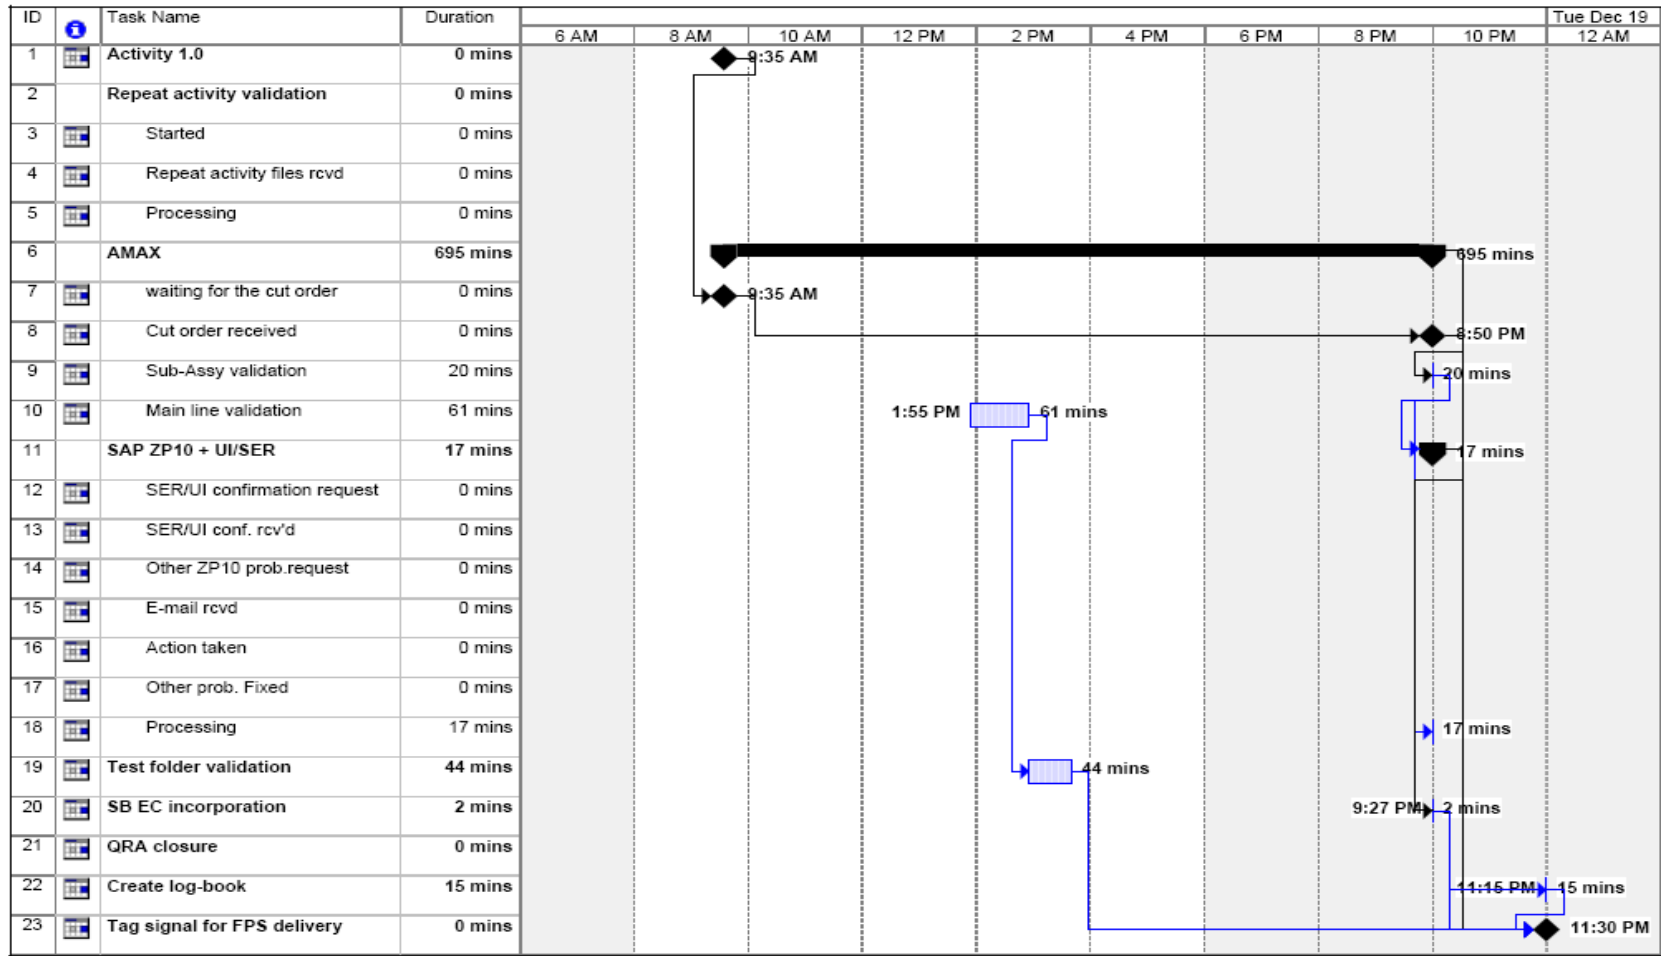 ID Task Name Duration Tue Dec 19
6 AM 8 AM 10 AM 12 PM 2 PM 4 PM 6 PM 8 PM 10 PM 12 AM
1 Activity 1.0 0 mins 9:35 AM
2 Repeat activity validation 0 mins
3 Started 0 mins
4 Repeat activity files rcvd 0 mins
5 Processing 0 mins
6 AMAX 695 mins 695 mins
7 waiting for the cut order 0 mins 9:35 AM
8 Cut order received 0 mins 8:50 PM
9 Sub-Assy validation 20 mins 20 mins
10 Main line validation 61 mins 1:55 PM 61 mins
11 SAP ZP10 + UI/SER 17 mins 17 mins
12 SER/UI confirmation request 0 mins
13 SER/UI conf. rcv'd 0 mins
14 Other ZP10 prob.request 0 mins
15 E-mail rcvd 0 mins
16 Action taken 0 mins
17 Other prob. Fixed 0 mins
18 Processing 17 mins 17 mins
19 Test folder validation 44 mins 44 mins
20 SB EC incorporation 2 mins 9:27 PM 2 mins
21 QRA closure 0 mins
22 Create log-book 15 mins 11:15 PM 15 mins
23 Tag signal for FPS delivery 0 mins 11:30 PM